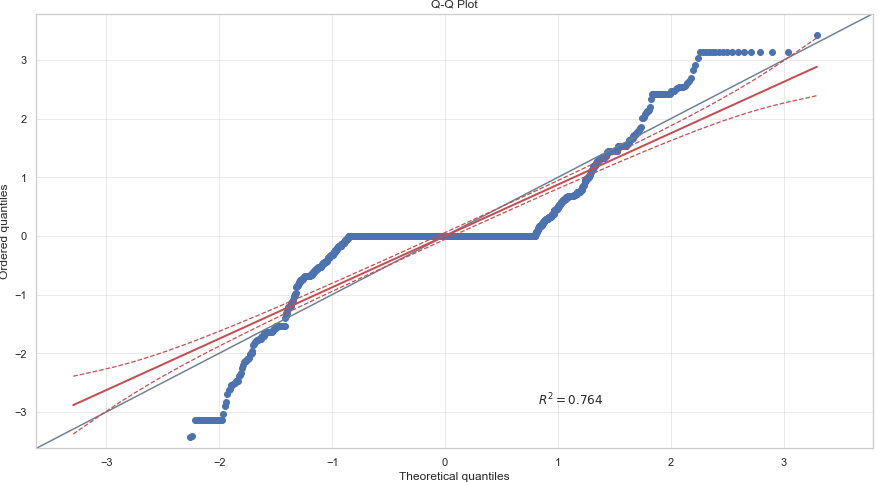 Q-Q Plot
Ordered quantiles
3
2
1
0
−1
−2
−3
R² = 0.764
−3 −2 −1 0 1 2 3
Theoretical quantiles